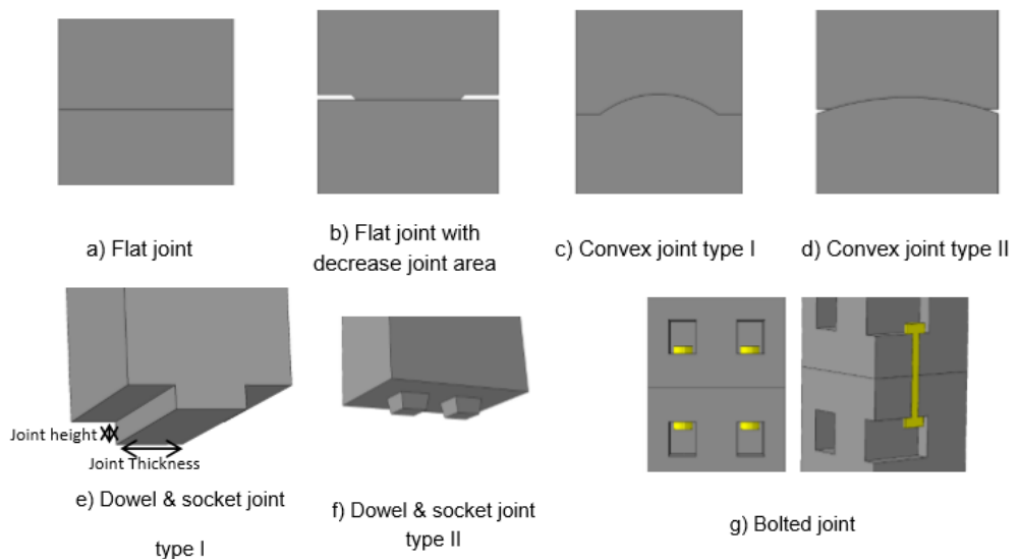 a) Flat joint
b) Flat joint with
decrease joint area
c) Convex joint type I
d) Convex joint type II
Joint height
Joint Thickness
e) Dowel & socket joint
type I
f) Dowel & socket joint
type II
g) Bolted joint